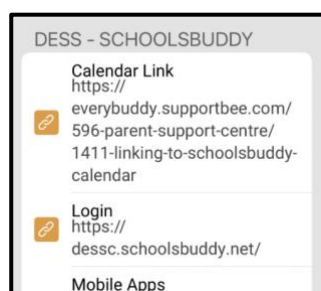 DESS - SCHOOLSBUDDY
Calendar Link
https://
everybuddy.supportbee.com/
596-parent-support-centre/
1411-linking-to-schoolsbuddy-
calendar
Login
https://
dessc.schoolsbuddy.net/
Mobile Apps